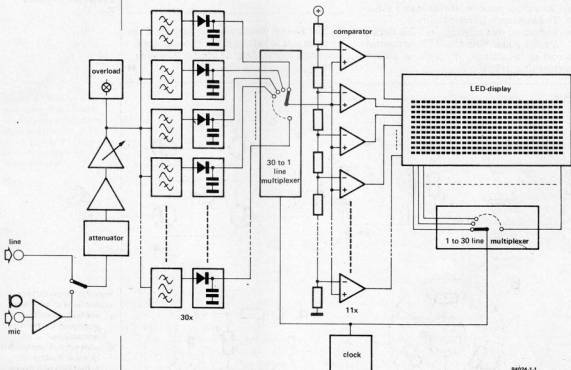 comparator
overload
LED-display
30 to 1
line
multiplexer
attenuator
line
1 to 30 line multiplexer
mic
30x
11x
clock
84024-1-1